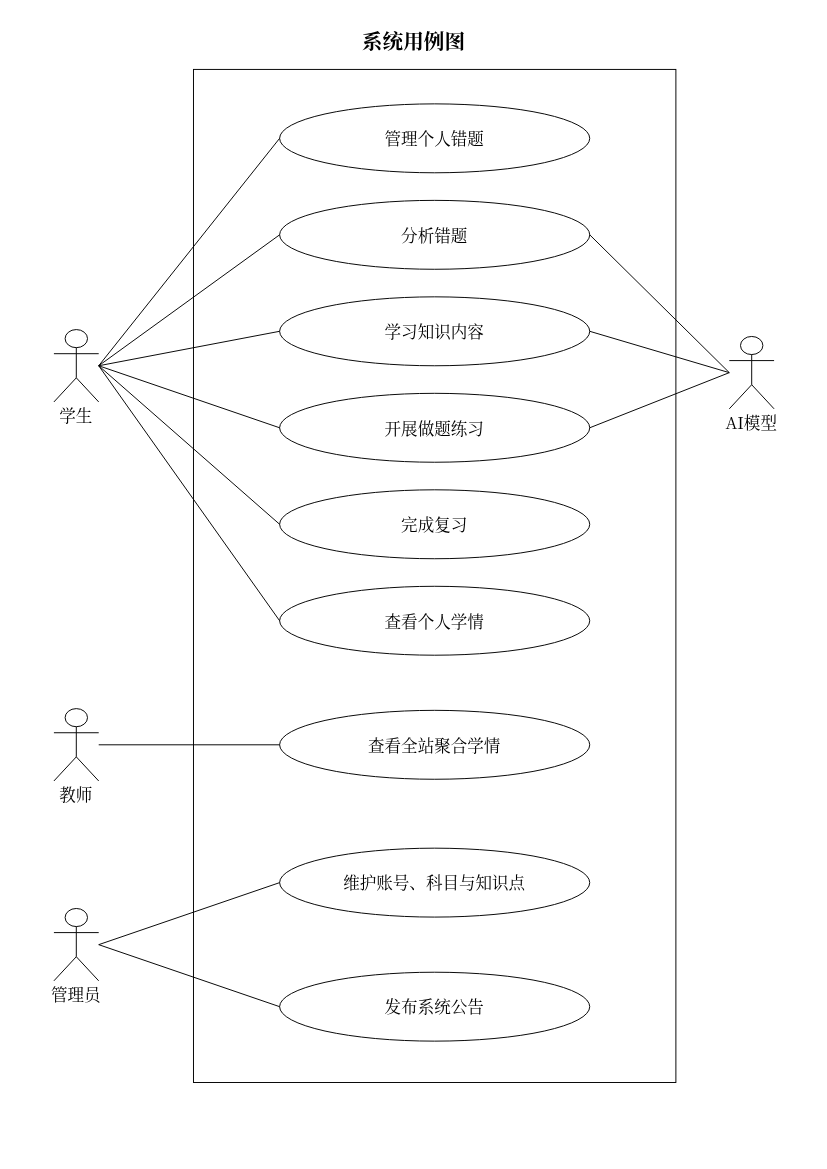 系统用例图
管理个人错题
分析错题
学习知识内容
学生
AI模型
开展做题练习
完成复习
查看个人学情
查看全站聚合学情
教师
维护账号、科目与知识点
管理员
发布系统公告